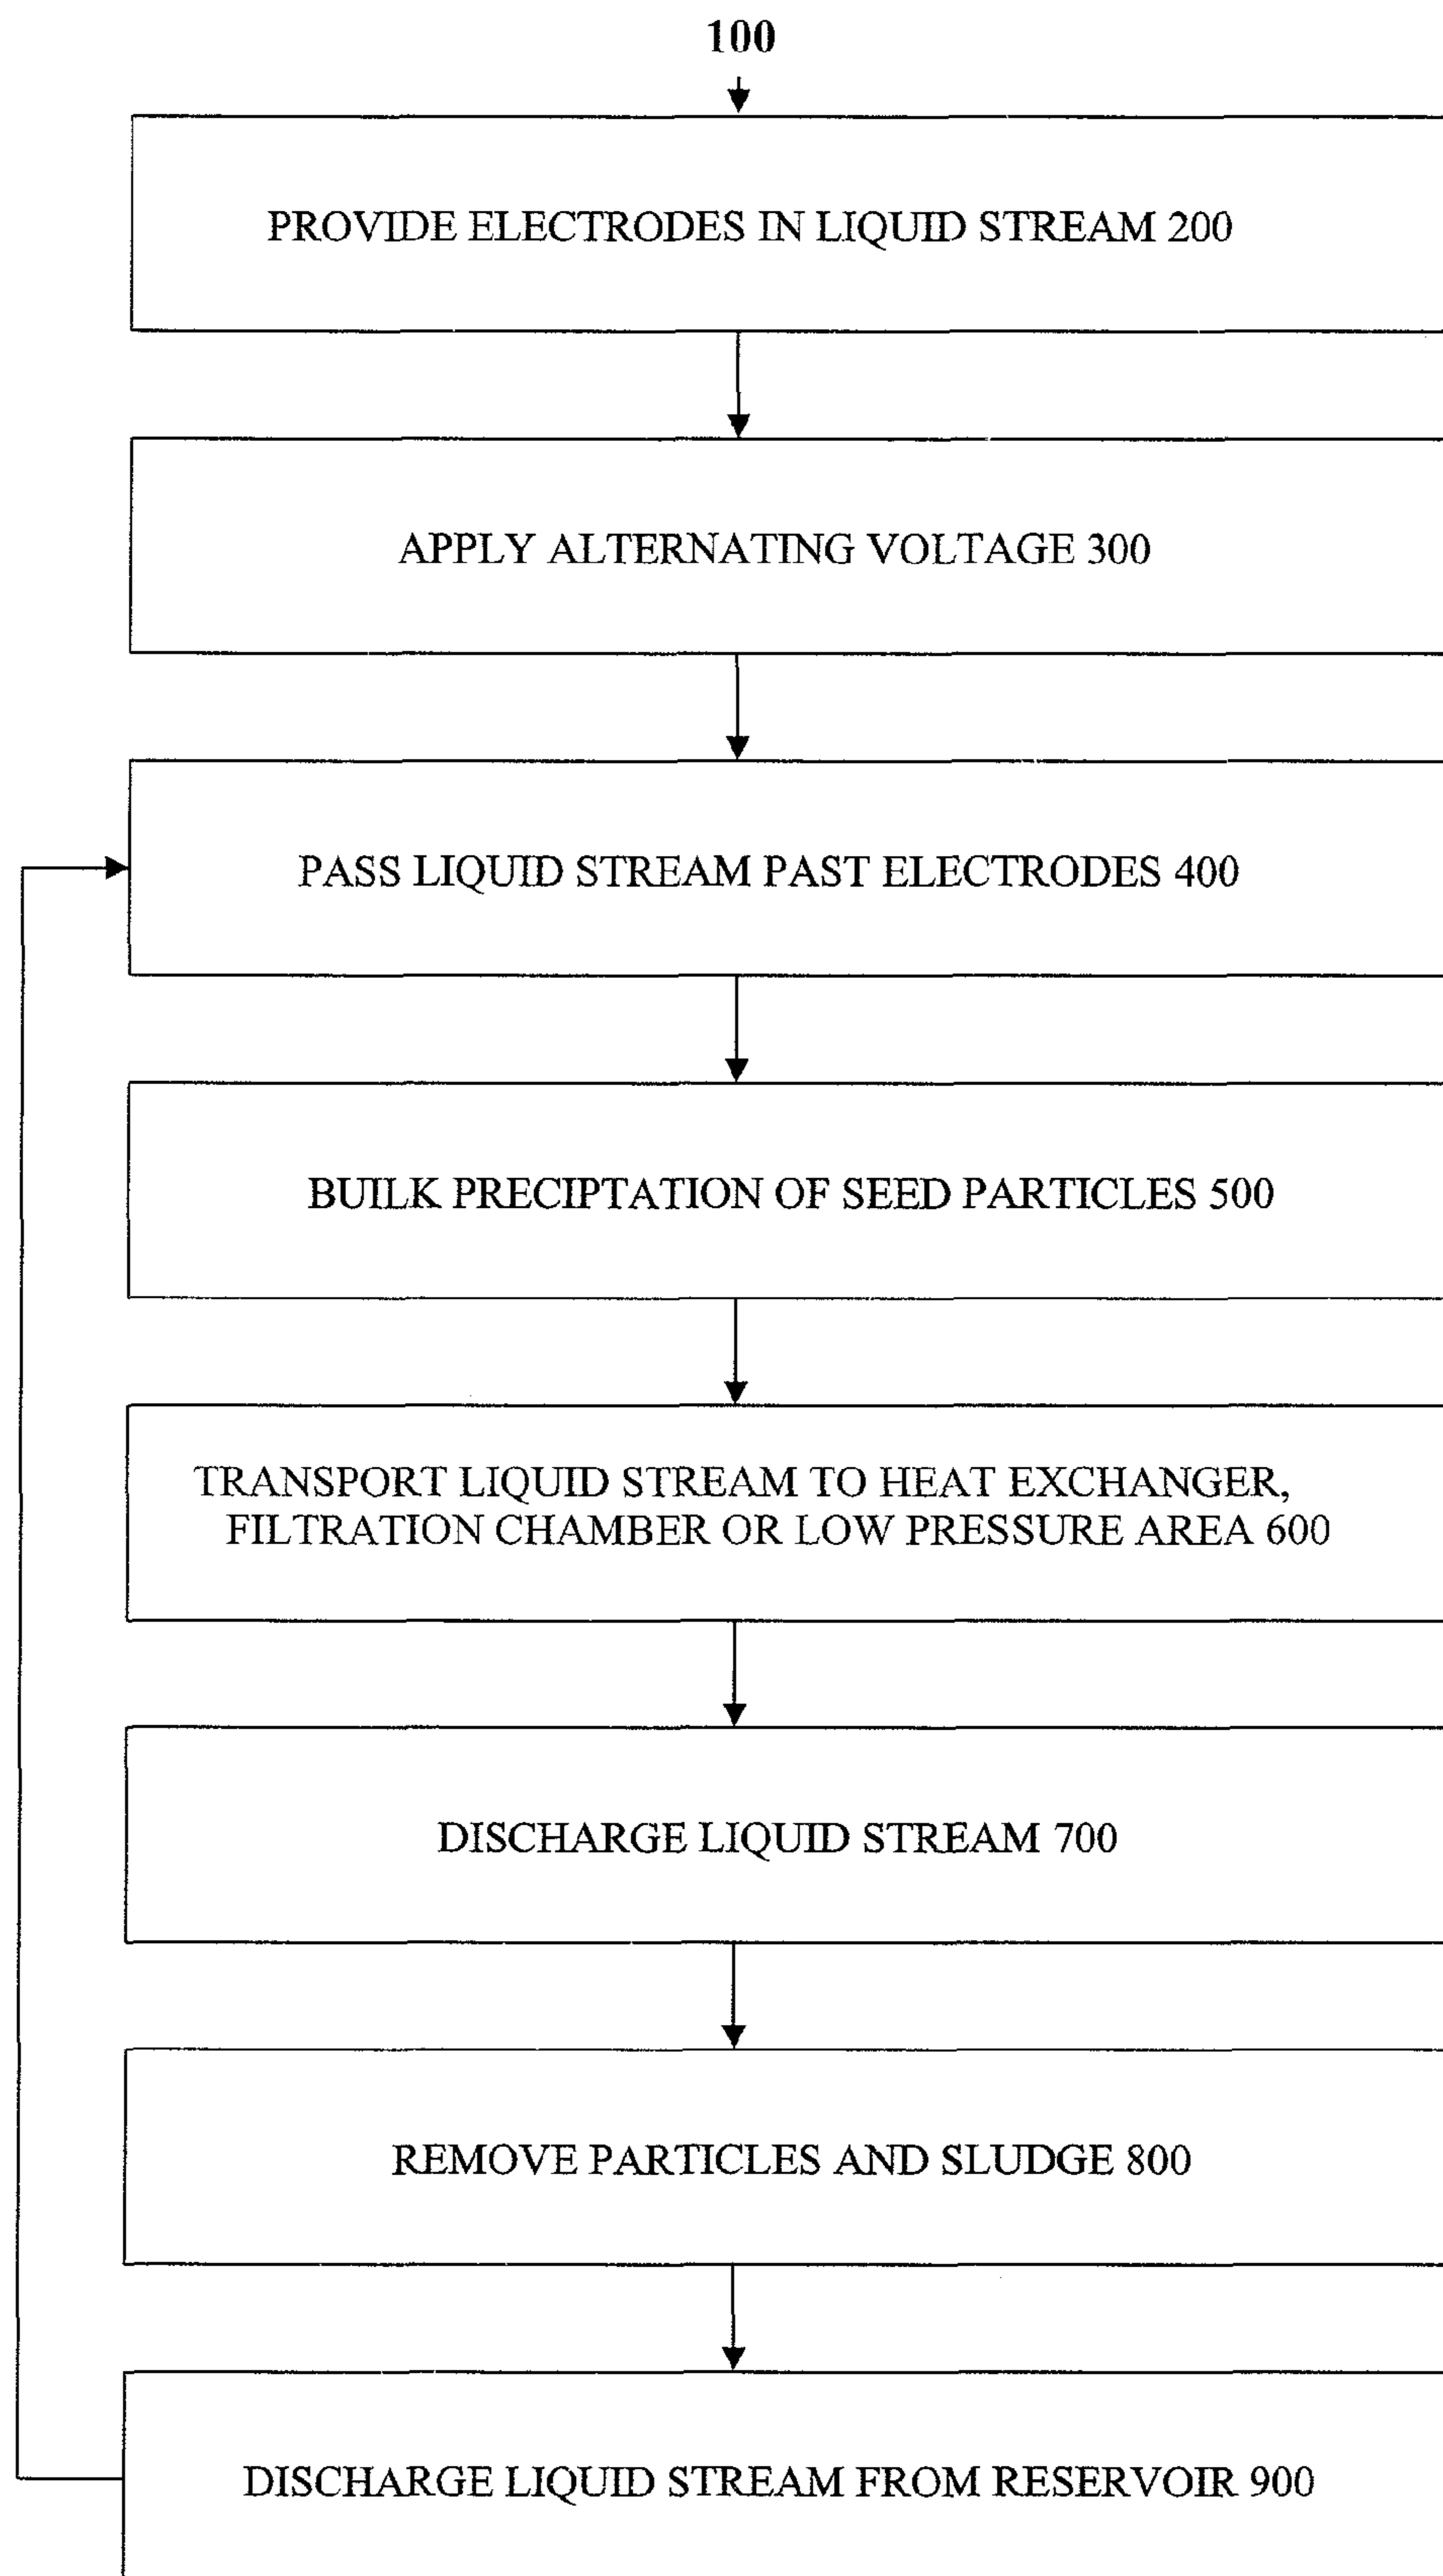 100
PROVIDE ELECTRODES IN LIQUID STREAM 200
APPLY ALTERNATING VOLTAGE 300
PASS LIQUID STREAM PAST ELECTRODES 400
BUILK PRECIPTATION OF SEED PARTICLES 500
TRANSPORT LIQUID STREAM TO HEAT EXCHANGER,
FILTRATION CHAMBER OR LOW PRESSURE AREA 600
DISCHARGE LIQUID STREAM 700
REMOVE PARTICLES AND SLUDGE 800
DISCHARGE LIQUID STREAM FROM RESERVOIR 900